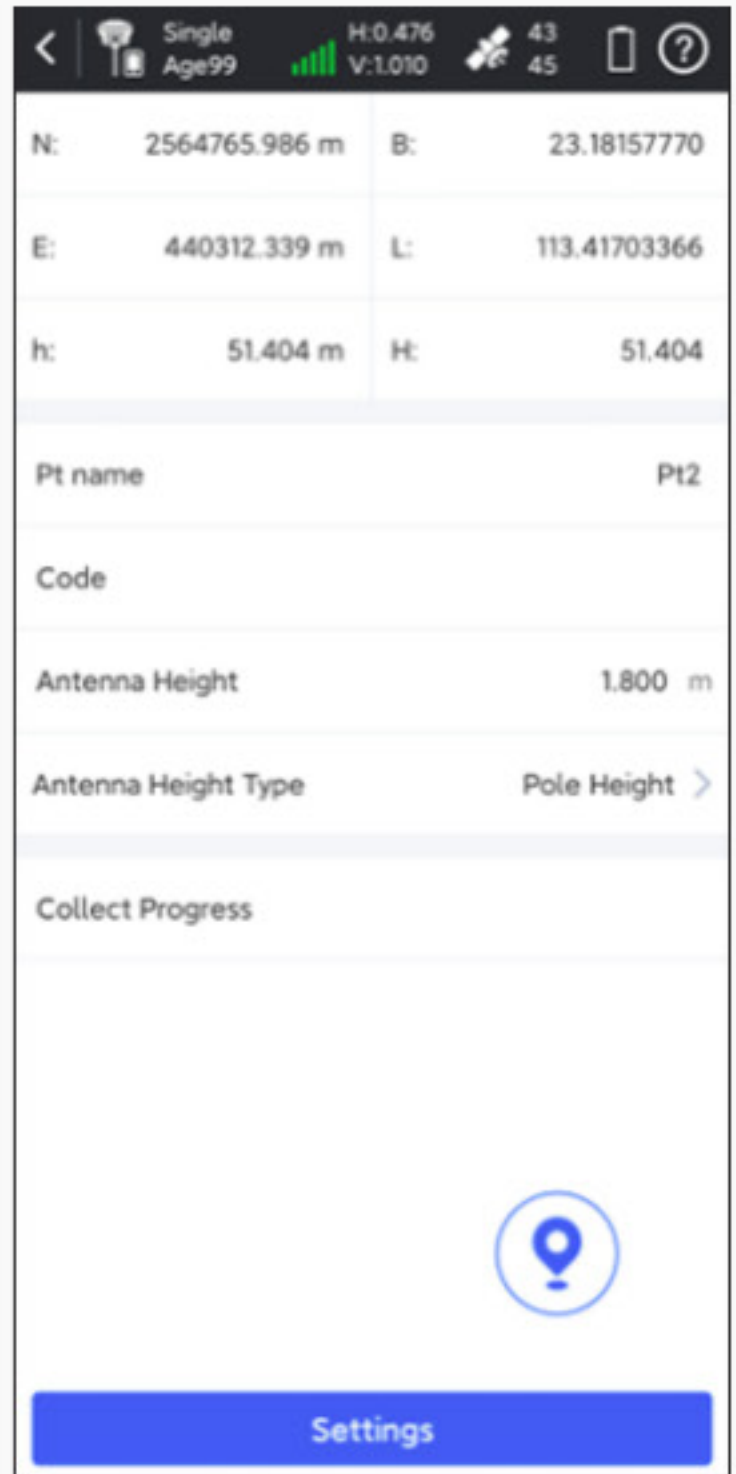 Single H:0.476 43
Age99 V:1.010 45
N: 2564765.986 m B: 23.18157770
E: 440312.339 m L: 113.41703366
h: 51.404 m H: 51.404
Pt name Pt2
Code
Antenna Height 1.800 m
Antenna Height Type Pole Height
Collect Progress
Settings